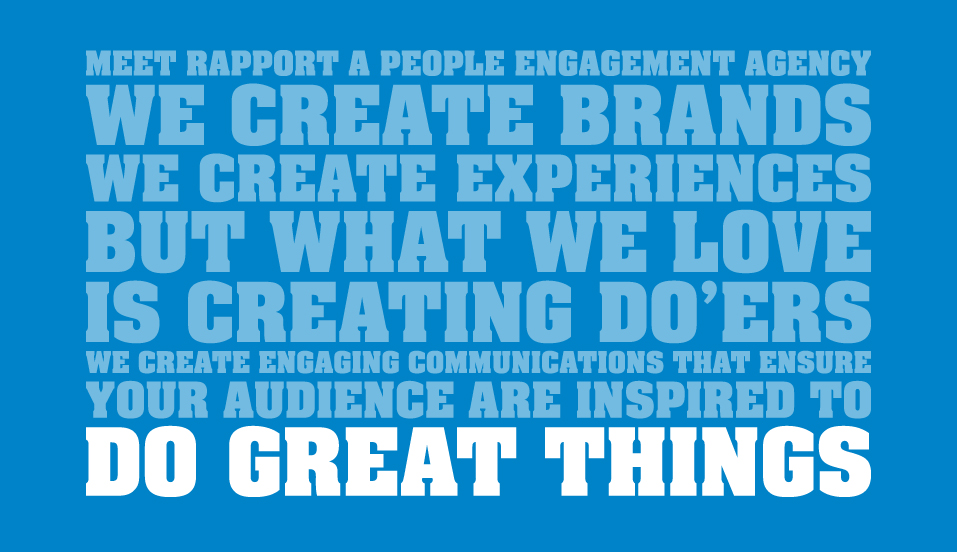 MEET RAPPORT A PEOPLE ENGAGEMENT AGENCY
WE CREATE BRANDS
WE CREATE EXPERIENCES
BUT WHAT WE LOVE
IS CREATING DO’ERS
WE CREATE ENGAGING COMMUNICATIONS THAT ENSURE
YOUR AUDIENCE ARE INSPIRED TO
DO GREAT THINGS